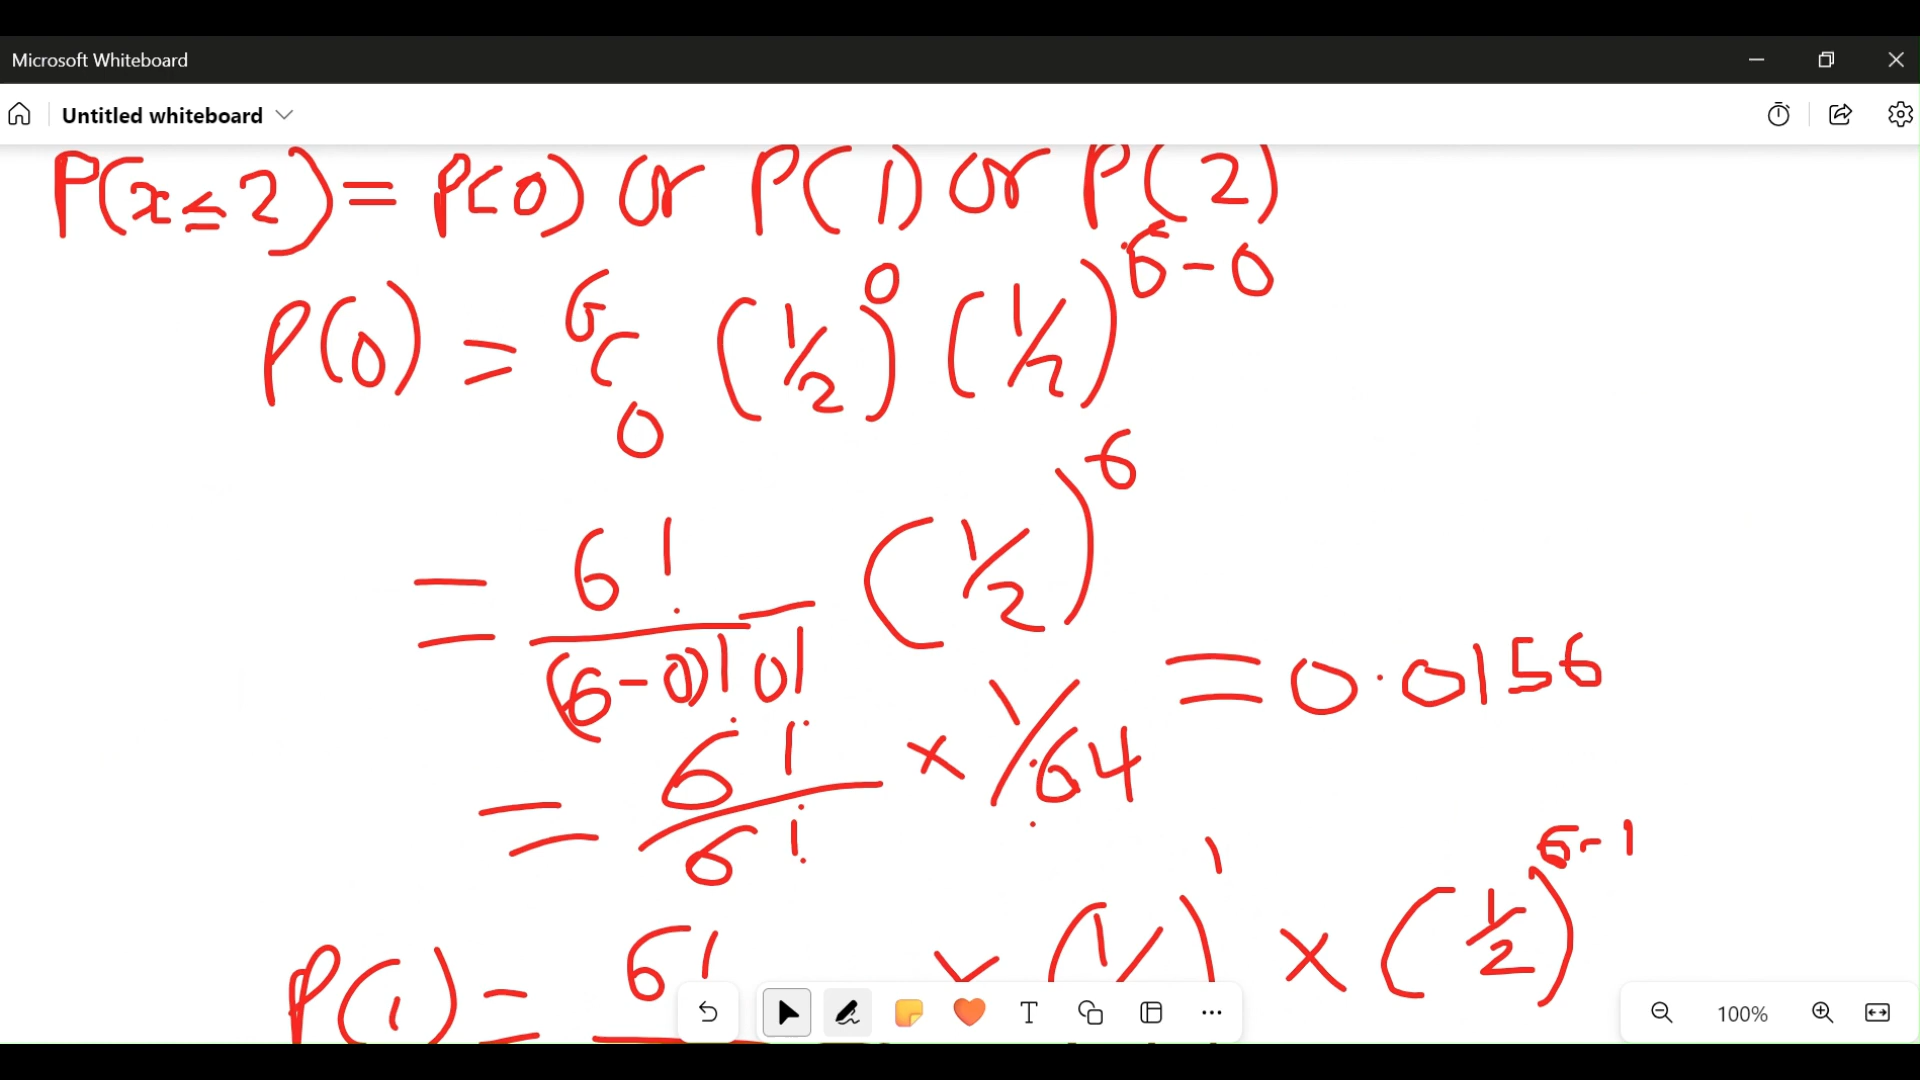 Microsoft Whiteboard
Untitled whiteboard
P(x≤2) = P(0) or P(1) or P(2)
P(0) = ⁶C₀ (1/2)⁰ (1/2)⁶⁻⁰
= 6!/(6-0)!0! (1/2)⁶
= 6!/6! × 1/64 = 0.0156
P(1) = 6! × (1/ )¹ × (1/2)⁶⁻¹
100%